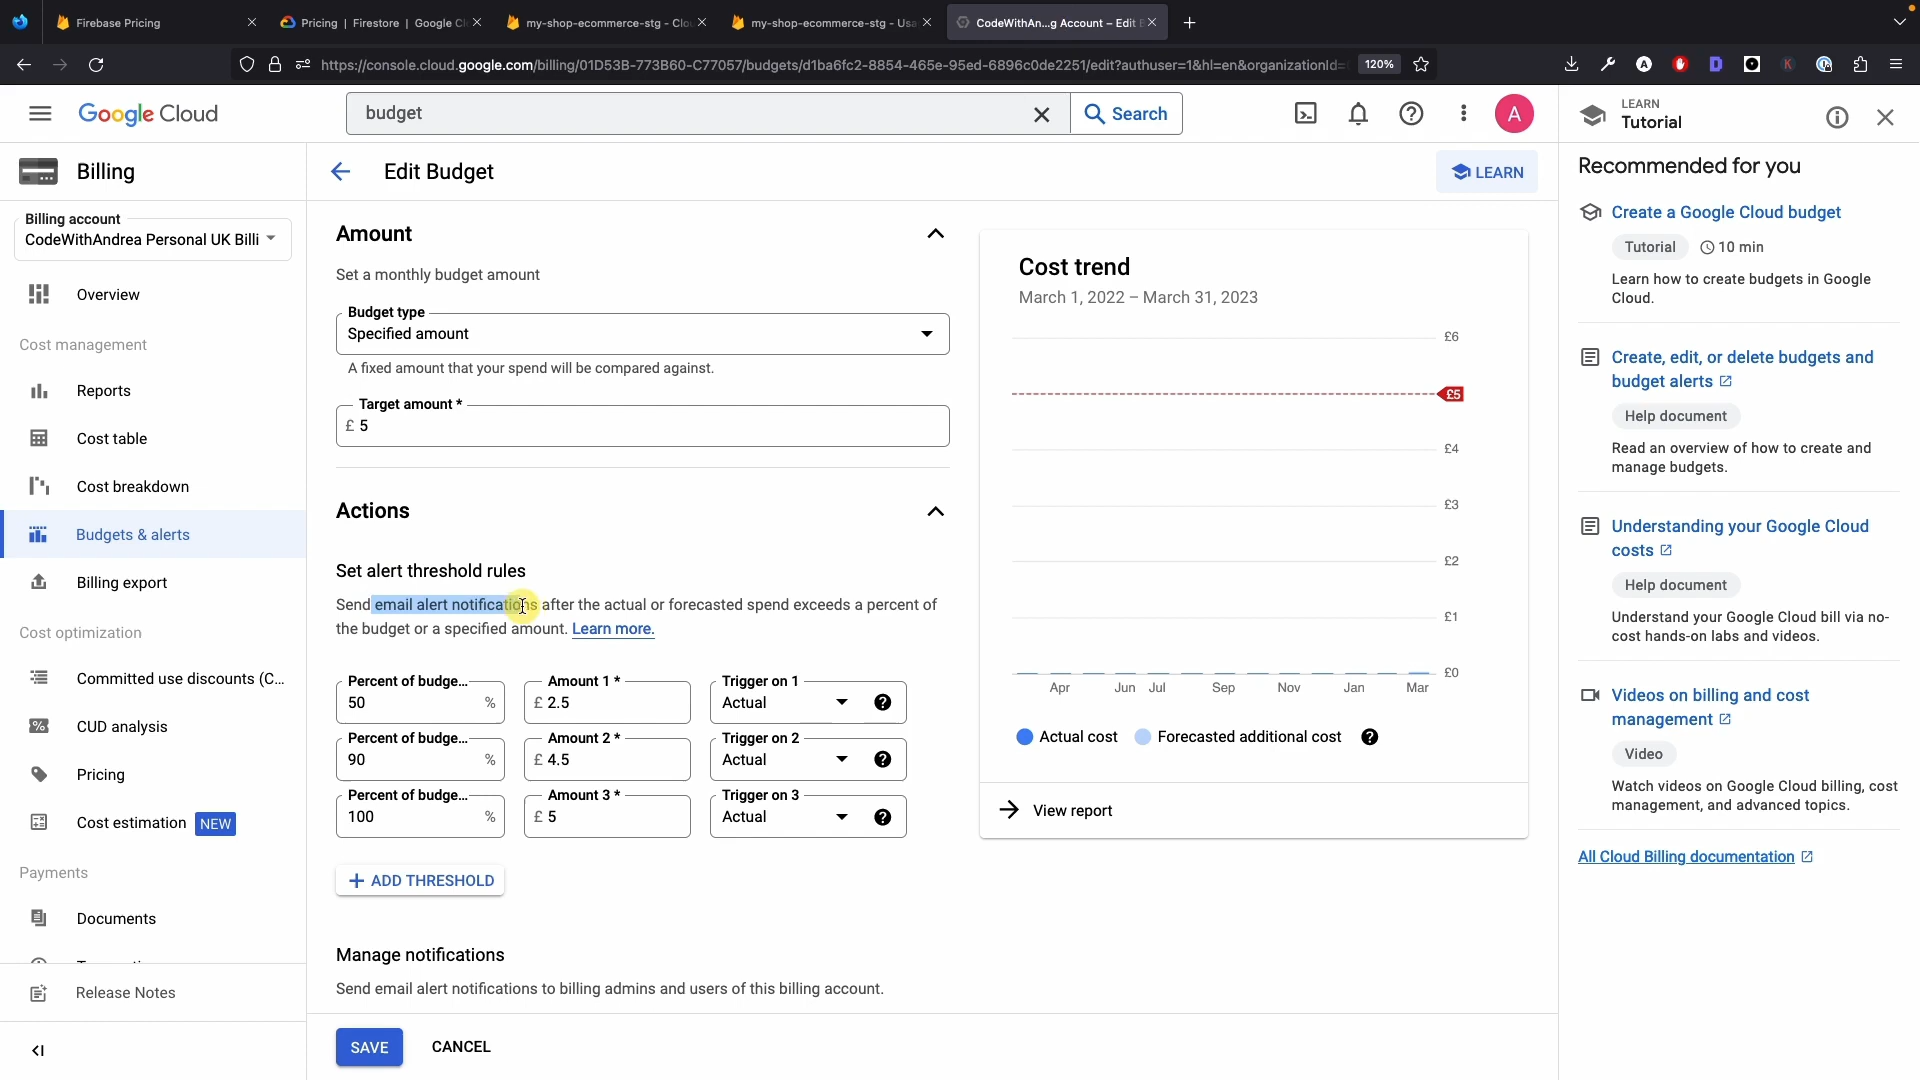 Firebase Pricing
Pricing | Firestore | Google Cl
my-shop-ecommerce-stg - Clo
my-shop-ecommerce-stg - Usa
CodeWithAn...g Account – Edit B
https://console.cloud.google.com/billing/01D53B-773B60-C77057/budgets/d1ba6fc2-8854-465e-95ed-6896c0de2251/edit?authuser=1&hl=en&organizationId=
120%
Google Cloud
budget
Search
A
LEARN
Tutorial
Billing
Billing account
CodeWithAndrea Personal UK Billi
Overview
Cost management
Reports
Cost table
Cost breakdown
Budgets & alerts
Billing export
Cost optimization
Committed use discounts (C...
CUD analysis
Pricing
Cost estimation NEW
Payments
Documents
Release Notes
Edit Budget
LEARN
Amount
Set a monthly budget amount
Budget type
Specified amount
A fixed amount that your spend will be compared against.
Target amount *
£ 5
Actions
Set alert threshold rules
Send email alert notifications after the actual or forecasted spend exceeds a percent of
the budget or a specified amount. Learn more.
Percent of budge... Amount 1 * Trigger on 1
50 % £ 2.5 Actual
Percent of budge... Amount 2 * Trigger on 2
90 % £ 4.5 Actual
Percent of budge... Amount 3 * Trigger on 3
100 % £ 5 Actual
ADD THRESHOLD
Manage notifications
Send email alert notifications to billing admins and users of this billing account.
SAVE CANCEL
Cost trend
March 1, 2022 – March 31, 2023
£6
£5
£4
£3
£2
£1
£0
Apr Jun Jul Sep Nov Jan Mar
Actual cost Forecasted additional cost
View report
Recommended for you
Create a Google Cloud budget
Tutorial 10 min
Learn how to create budgets in Google
Cloud.
Create, edit, or delete budgets and
budget alerts
Help document
Read an overview of how to create and
manage budgets.
Understanding your Google Cloud
costs
Help document
Understand your Google Cloud bill via no-
cost hands-on labs and videos.
Videos on billing and cost
management
Video
Watch videos on Google Cloud billing, cost
management, and advanced topics.
All Cloud Billing documentation